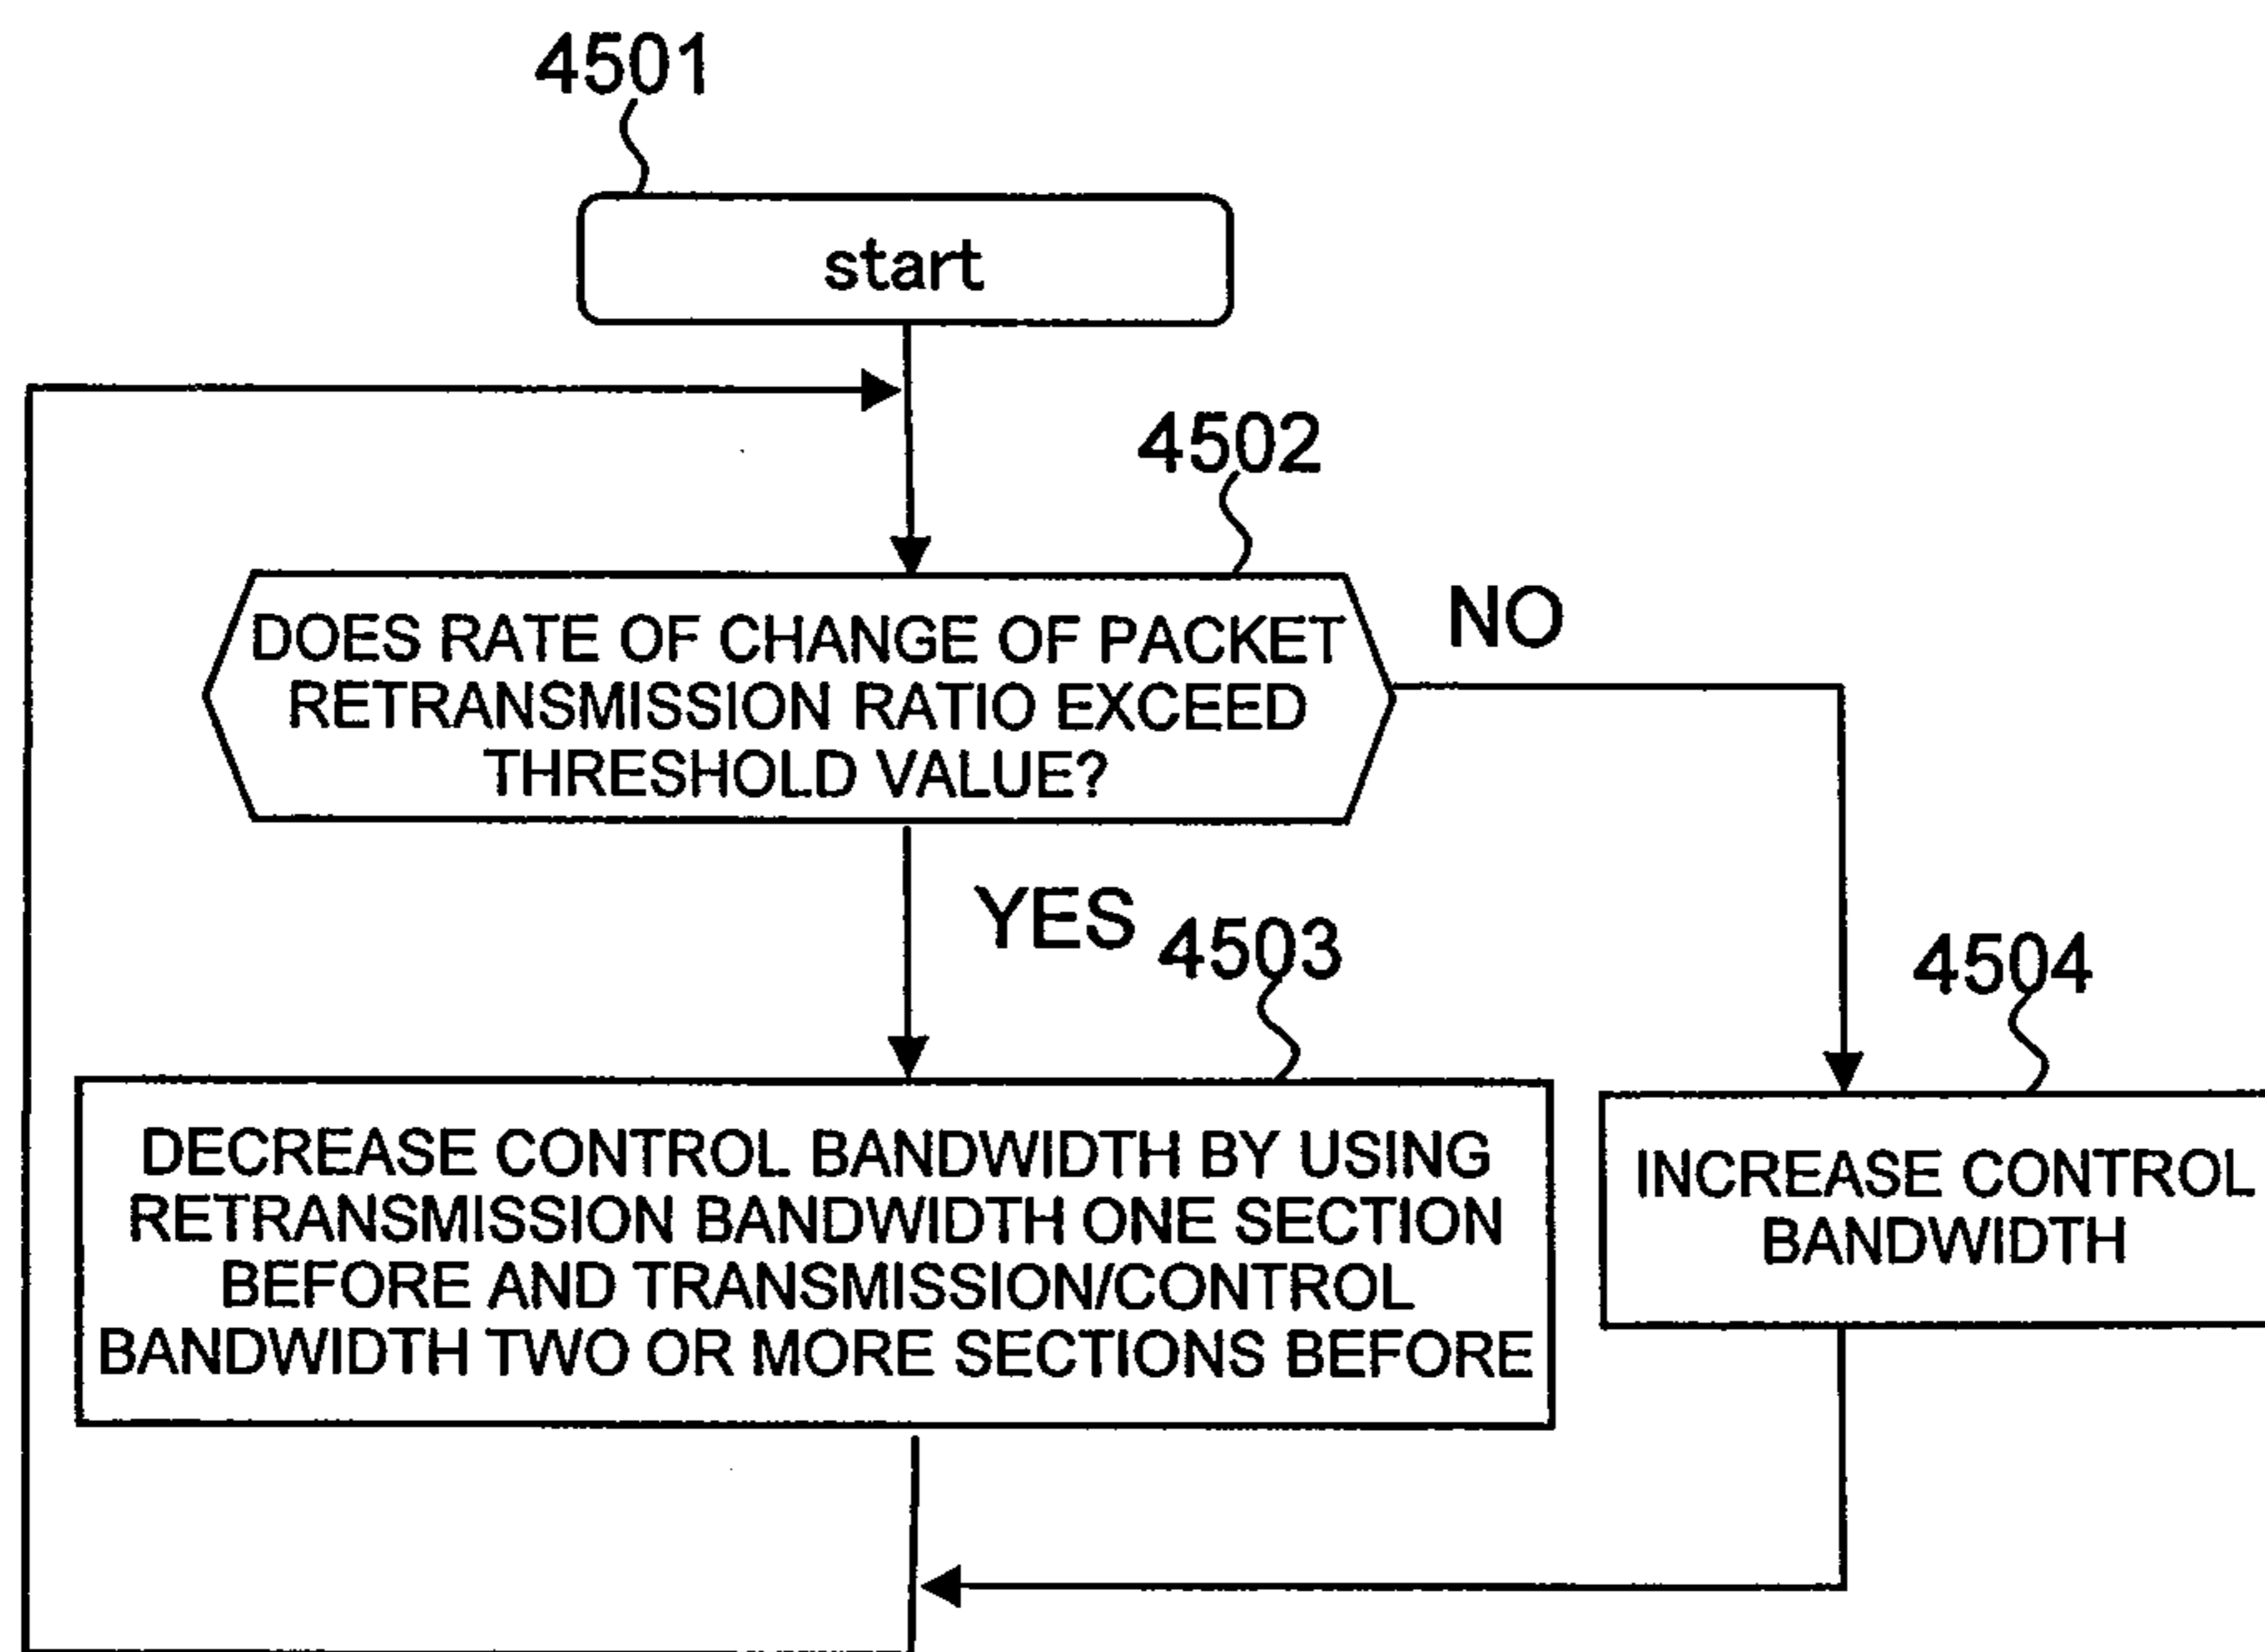 4501
start
4502
DOES RATE OF CHANGE OF PACKET
RETRANSMISSION RATIO EXCEED
THRESHOLD VALUE?
NO
YES
4503
DECREASE CONTROL BANDWIDTH BY USING
RETRANSMISSION BANDWIDTH ONE SECTION
BEFORE AND TRANSMISSION/CONTROL
BANDWIDTH TWO OR MORE SECTIONS BEFORE
4504
INCREASE CONTROL
BANDWIDTH